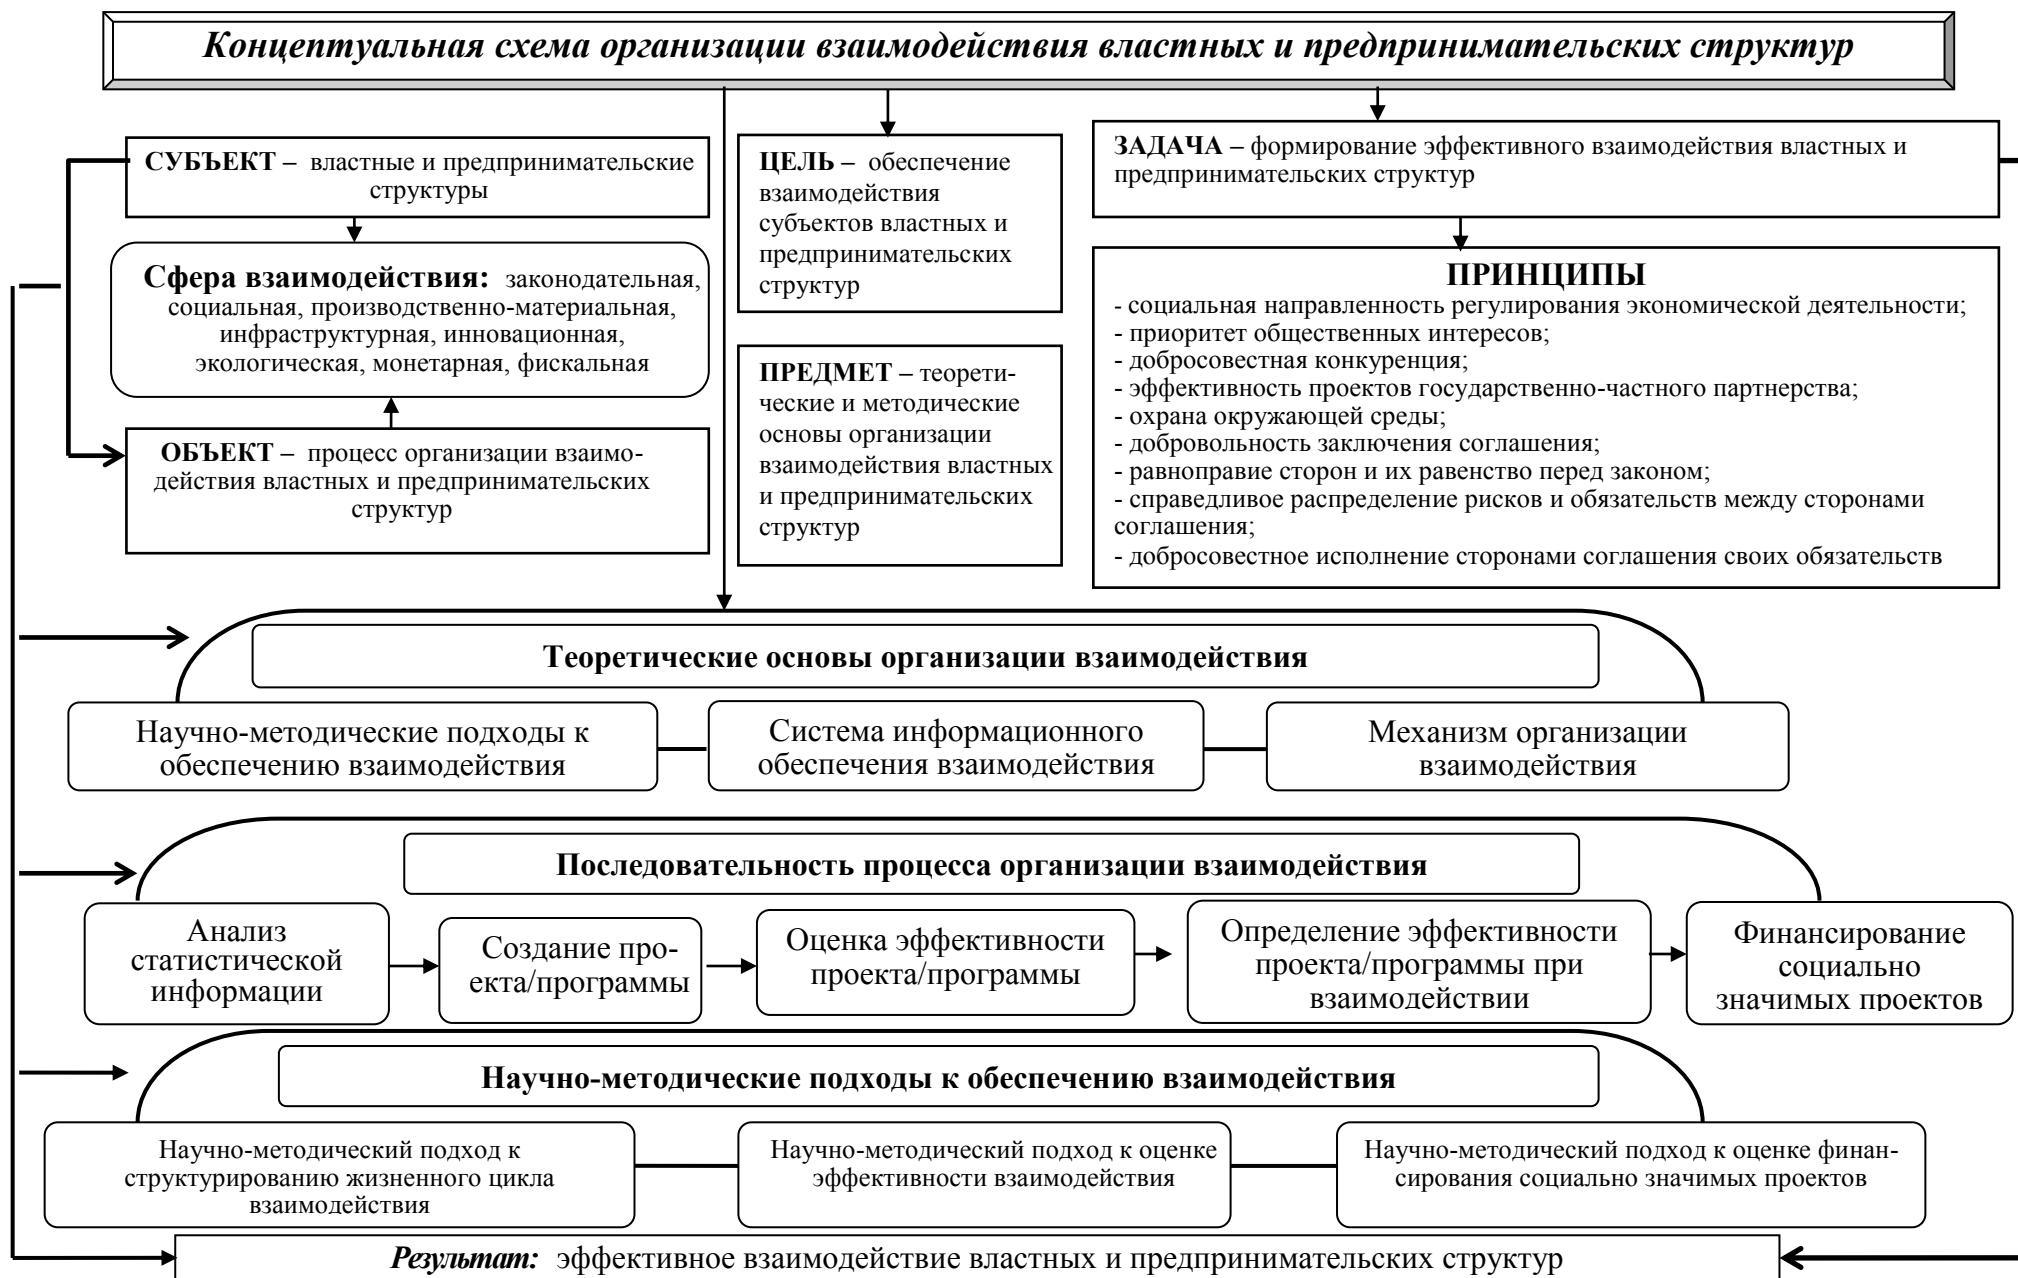 Концептуальная схема организации взаимодействия властных и предпринимательских структур
СУБЪЕКТ – властные и предпринимательские
структуры
Сфера взаимодействия: законодательная,
социальная, производственно-материальная,
инфраструктурная, инновационная,
экологическая, монетарная, фискальная
ОБЪЕКТ – процесс организации взаимо-
действия властных и предпринимательских
структур
ЦЕЛЬ – обеспечение
взаимодействия
субъектов властных и
предпринимательских
структур
ПРЕДМЕТ – теорети-
ческие и методические
основы организации
взаимодействия властных
и предпринимательских
структур
ЗАДАЧА – формирование эффективного взаимодействия властных и
предпринимательских структур
ПРИНЦИПЫ
- социальная направленность регулирования экономической деятельности;
- приоритет общественных интересов;
- добросовестная конкуренция;
- эффективность проектов государственно-частного партнерства;
- охрана окружающей среды;
- добровольность заключения соглашения;
- равноправие сторон и их равенство перед законом;
- справедливое распределение рисков и обязательств между сторонами
соглашения;
- добросовестное исполнение сторонами соглашения своих обязательств
Теоретические основы организации взаимодействия
Научно-методические подходы к
обеспечению взаимодействия
Система информационного
обеспечения взаимодействия
Механизм организации
взаимодействия
Последовательность процесса организации взаимодействия
Анализ
статистической
информации
Создание про-
екта/программы
Оценка эффективности
проекта/программы
Определение эффективности
проекта/программы при
взаимодействии
Финансирование
социально
значимых проектов
Научно-методические подходы к обеспечению взаимодействия
Научно-методический подход к
структурированию жизненного цикла
взаимодействия
Научно-методический подход к оценке
эффективности взаимодействия
Научно-методический подход к оценке финан-
сирования социально значимых проектов
Результат: эффективное взаимодействие властных и предпринимательских структур